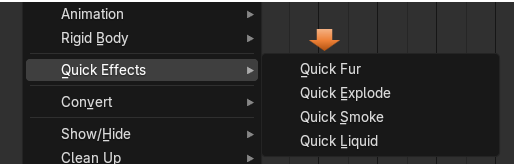 Animation
Rigid Body
Quick Effects
Convert
Show/Hide
Clean Up
Quick Fur
Quick Explode
Quick Smoke
Quick Liquid